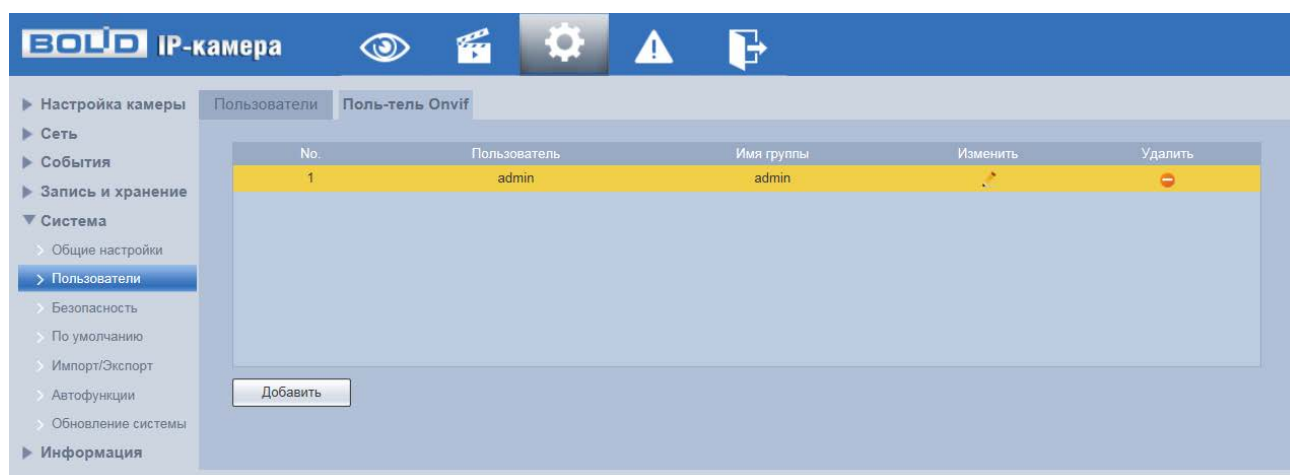 BOLID IP-камера
Настройка камеры
Сеть
События
Запись и хранение
Система
Общие настройки
Пользователи
Безопасность
По умолчанию
Импорт/Экспорт
Автофункции
Обновление системы
Информация
Пользователи Поль-тель Onvif
No. Пользователь Имя группы Изменить Удалить
1 admin admin
Добавить